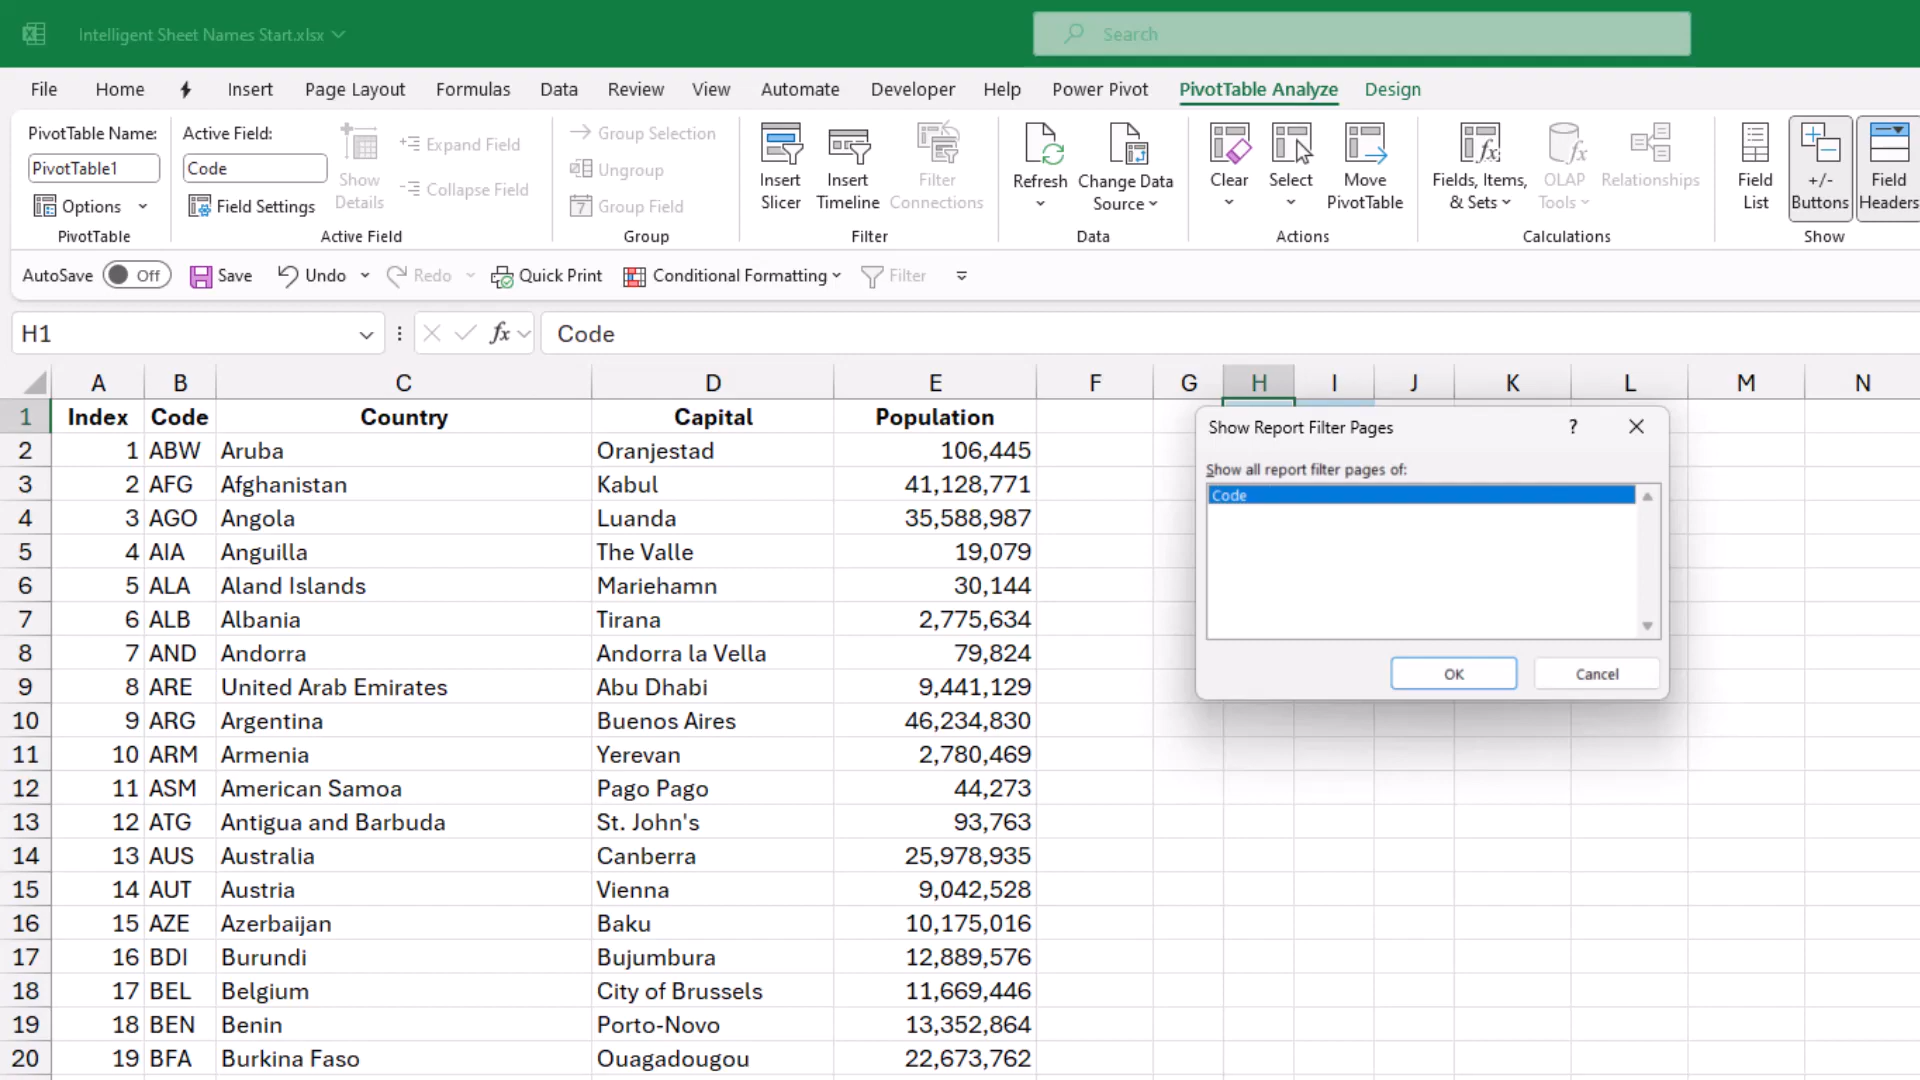 Intelligent Sheet Names Start.xlsx
Search
File Home Insert Page Layout Formulas Data Review View Automate Developer Help Power Pivot PivotTable Analyze Design
PivotTable Name:
PivotTable1
Options
PivotTable
Active Field:
Code
Field Settings
Show Details
Expand Field
Collapse Field
Active Field
Group Selection
Ungroup
Group Field
Group
Insert Slicer
Insert Timeline
Filter Connections
Filter
Refresh
Change Data Source
Data
Clear
Select
Move PivotTable
Actions
Fields, Items, & Sets
OLAP Tools
Relationships
Calculations
Field List
+/- Buttons
Field Headers
Show
AutoSave Off Save Undo Redo Quick Print Conditional Formatting Filter
H1 fx Code
A B C D E F G H I J K L M N
1 Index Code Country Capital Population
2 1 ABW Aruba Oranjestad 106,445
3 2 AFG Afghanistan Kabul 41,128,771
4 3 AGO Angola Luanda 35,588,987
5 4 AIA Anguilla The Valle 19,079
6 5 ALA Aland Islands Mariehamn 30,144
7 6 ALB Albania Tirana 2,775,634
8 7 AND Andorra Andorra la Vella 79,824
9 8 ARE United Arab Emirates Abu Dhabi 9,441,129
10 9 ARG Argentina Buenos Aires 46,234,830
11 10 ARM Armenia Yerevan 2,780,469
12 11 ASM American Samoa Pago Pago 44,273
13 12 ATG Antigua and Barbuda St. John's 93,763
14 13 AUS Australia Canberra 25,978,935
15 14 AUT Austria Vienna 9,042,528
16 15 AZE Azerbaijan Baku 10,175,016
17 16 BDI Burundi Bujumbura 12,889,576
18 17 BEL Belgium City of Brussels 11,669,446
19 18 BEN Benin Porto-Novo 13,352,864
20 19 BFA Burkina Faso Ouagadougou 22,673,762
Show Report Filter Pages ?
Show all report filter pages of:
Code
OK Cancel